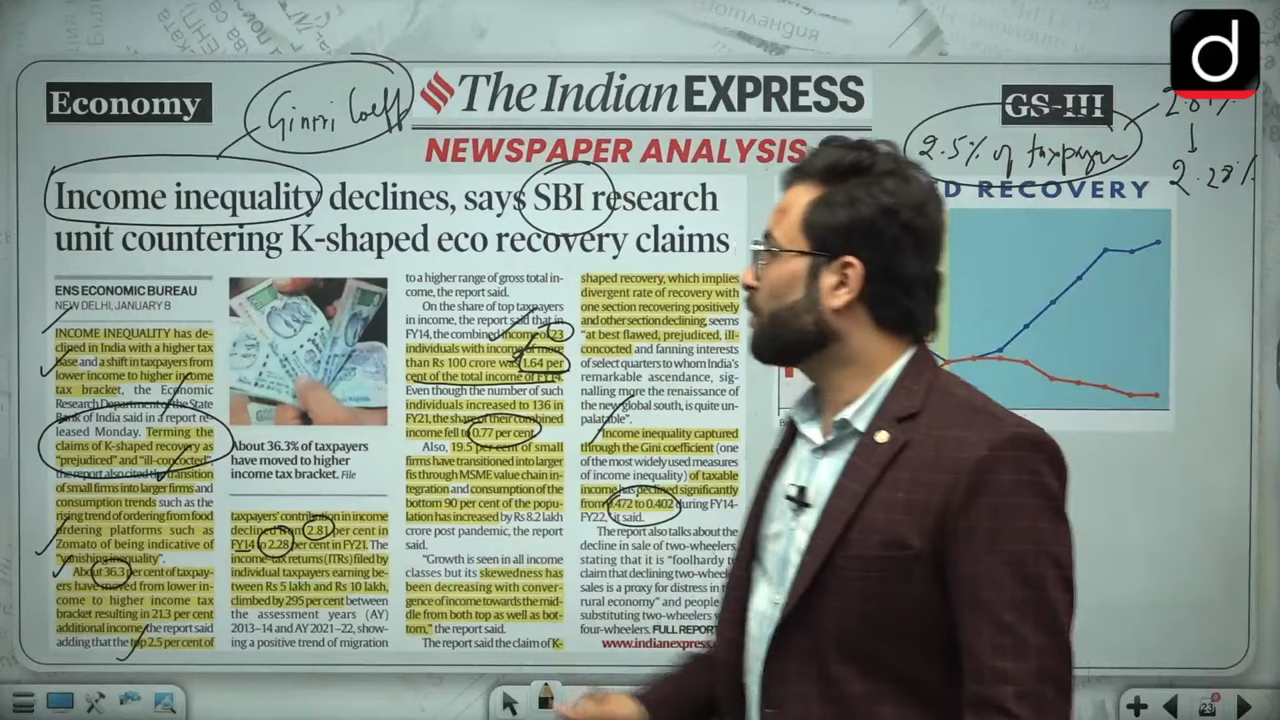 d
Economy
Ginni Coeff
The Indian EXPRESS
GS-III
NEWSPAPER ANALYSIS
2.5% of taxpayer
2.28%
D RECOVERY
Income inequality declines, says SBI research
unit countering K-shaped eco recovery claims
ENS ECONOMIC BUREAU
NEW DELHI, JANUARY 8
INCOME INEQUALITY has de-
clined in India with a higher tax
base and a shift in taxpayers from
lower income to higher income
tax bracket, the Economic
Research Department of the State
Bank of India said in a report re-
leased Monday. Terming the
claims of K-shaped recovery as
"prejudiced" and "ill-concocted",
the report also cited the transition
of small firms into larger firms and
consumption trends such as the
rising trend of ordering from food
ordering platforms such as
Zomato of being indicative of
"vanishing inequality".
About 36.3 per cent of taxpay-
ers have moved from lower in-
come to higher income tax
bracket resulting in 21.3 per cent
additional income, the report said
adding that the top 2.5 per cent of
About 36.3% of taxpayers
have moved to higher
income tax bracket. File
taxpayers' contribution in income
declined from 2.81 per cent in
FY14 to 2.28 per cent in FY21. The
income-tax returns (ITRs) filed by
individual taxpayers earning be-
tween Rs 5 lakh and Rs 10 lakh,
climbed by 295 per cent between
the assessment years (AY)
2013-14 and AY 2021-22, show-
ing a positive trend of migration
to a higher range of gross total in-
come, the report said.
On the share of top taxpayers
in income, the report said that in
FY14, the combined income of 23
individuals with income of more
than Rs 100 crore was 1.64 per
cent of the total income of FY14.
Even though the number of such
individuals increased to 136 in
FY21, the share of their combined
income fell to 0.77 per cent.
Also, 19.5 per cent of small
firms have transitioned into larger
fis through MSME value chain in-
tegration and consumption of the
bottom 90 per cent of the popu-
lation has increased by Rs 8.2 lakh
crore post pandemic, the report
said.
"Growth is seen in all income
classes but its skewedness has
been decreasing with conver-
gence of income towards the mid-
dle from both top as well as bot-
tom," the report said.
The report said the claim of K-
shaped recovery, which implies
divergent rate of recovery with
one section recovering positively
and other section declining, seems
"at best flawed, prejudiced, ill-
concocted and fanning interests
of select quarters to whom India's
remarkable ascendance, sig-
nalling more the renaissance of
the new global south, is quite un-
palatable".
Income inequality captured
through the Gini coefficient (one
of the most widely used measures
of income inequality) of taxable
income has declined significantly
from 0.472 to 0.402 during FY14-
FY22, it said.
The report also talks about the
decline in sale of two-wheelers
stating that it is "foolhardy to
claim that declining two-wheel
sales is a proxy for distress in
rural economy" and people
substituting two-wheelers
four-wheelers. FULL REPORT
www.indianexpress
23